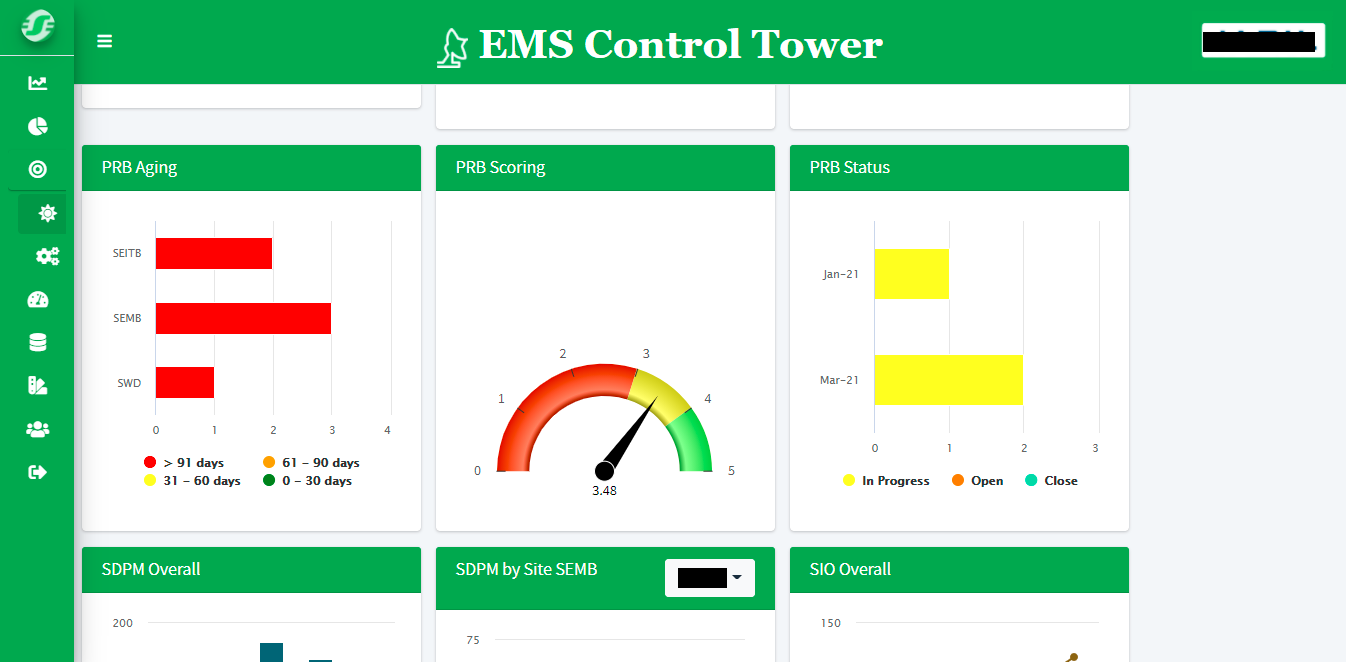 EMS Control Tower
PRB Aging
SEITB
SEMB
SWD
0 1 2 3 4
> 91 days 61 - 90 days
31 - 60 days 0 - 30 days
PRB Scoring
0 1 2 3 4 5
3.48
PRB Status
Jan-21
Mar-21
0 1 2 3
In Progress Open Close
SDPM Overall
200
SDPM by Site SEMB
75
SIO Overall
150